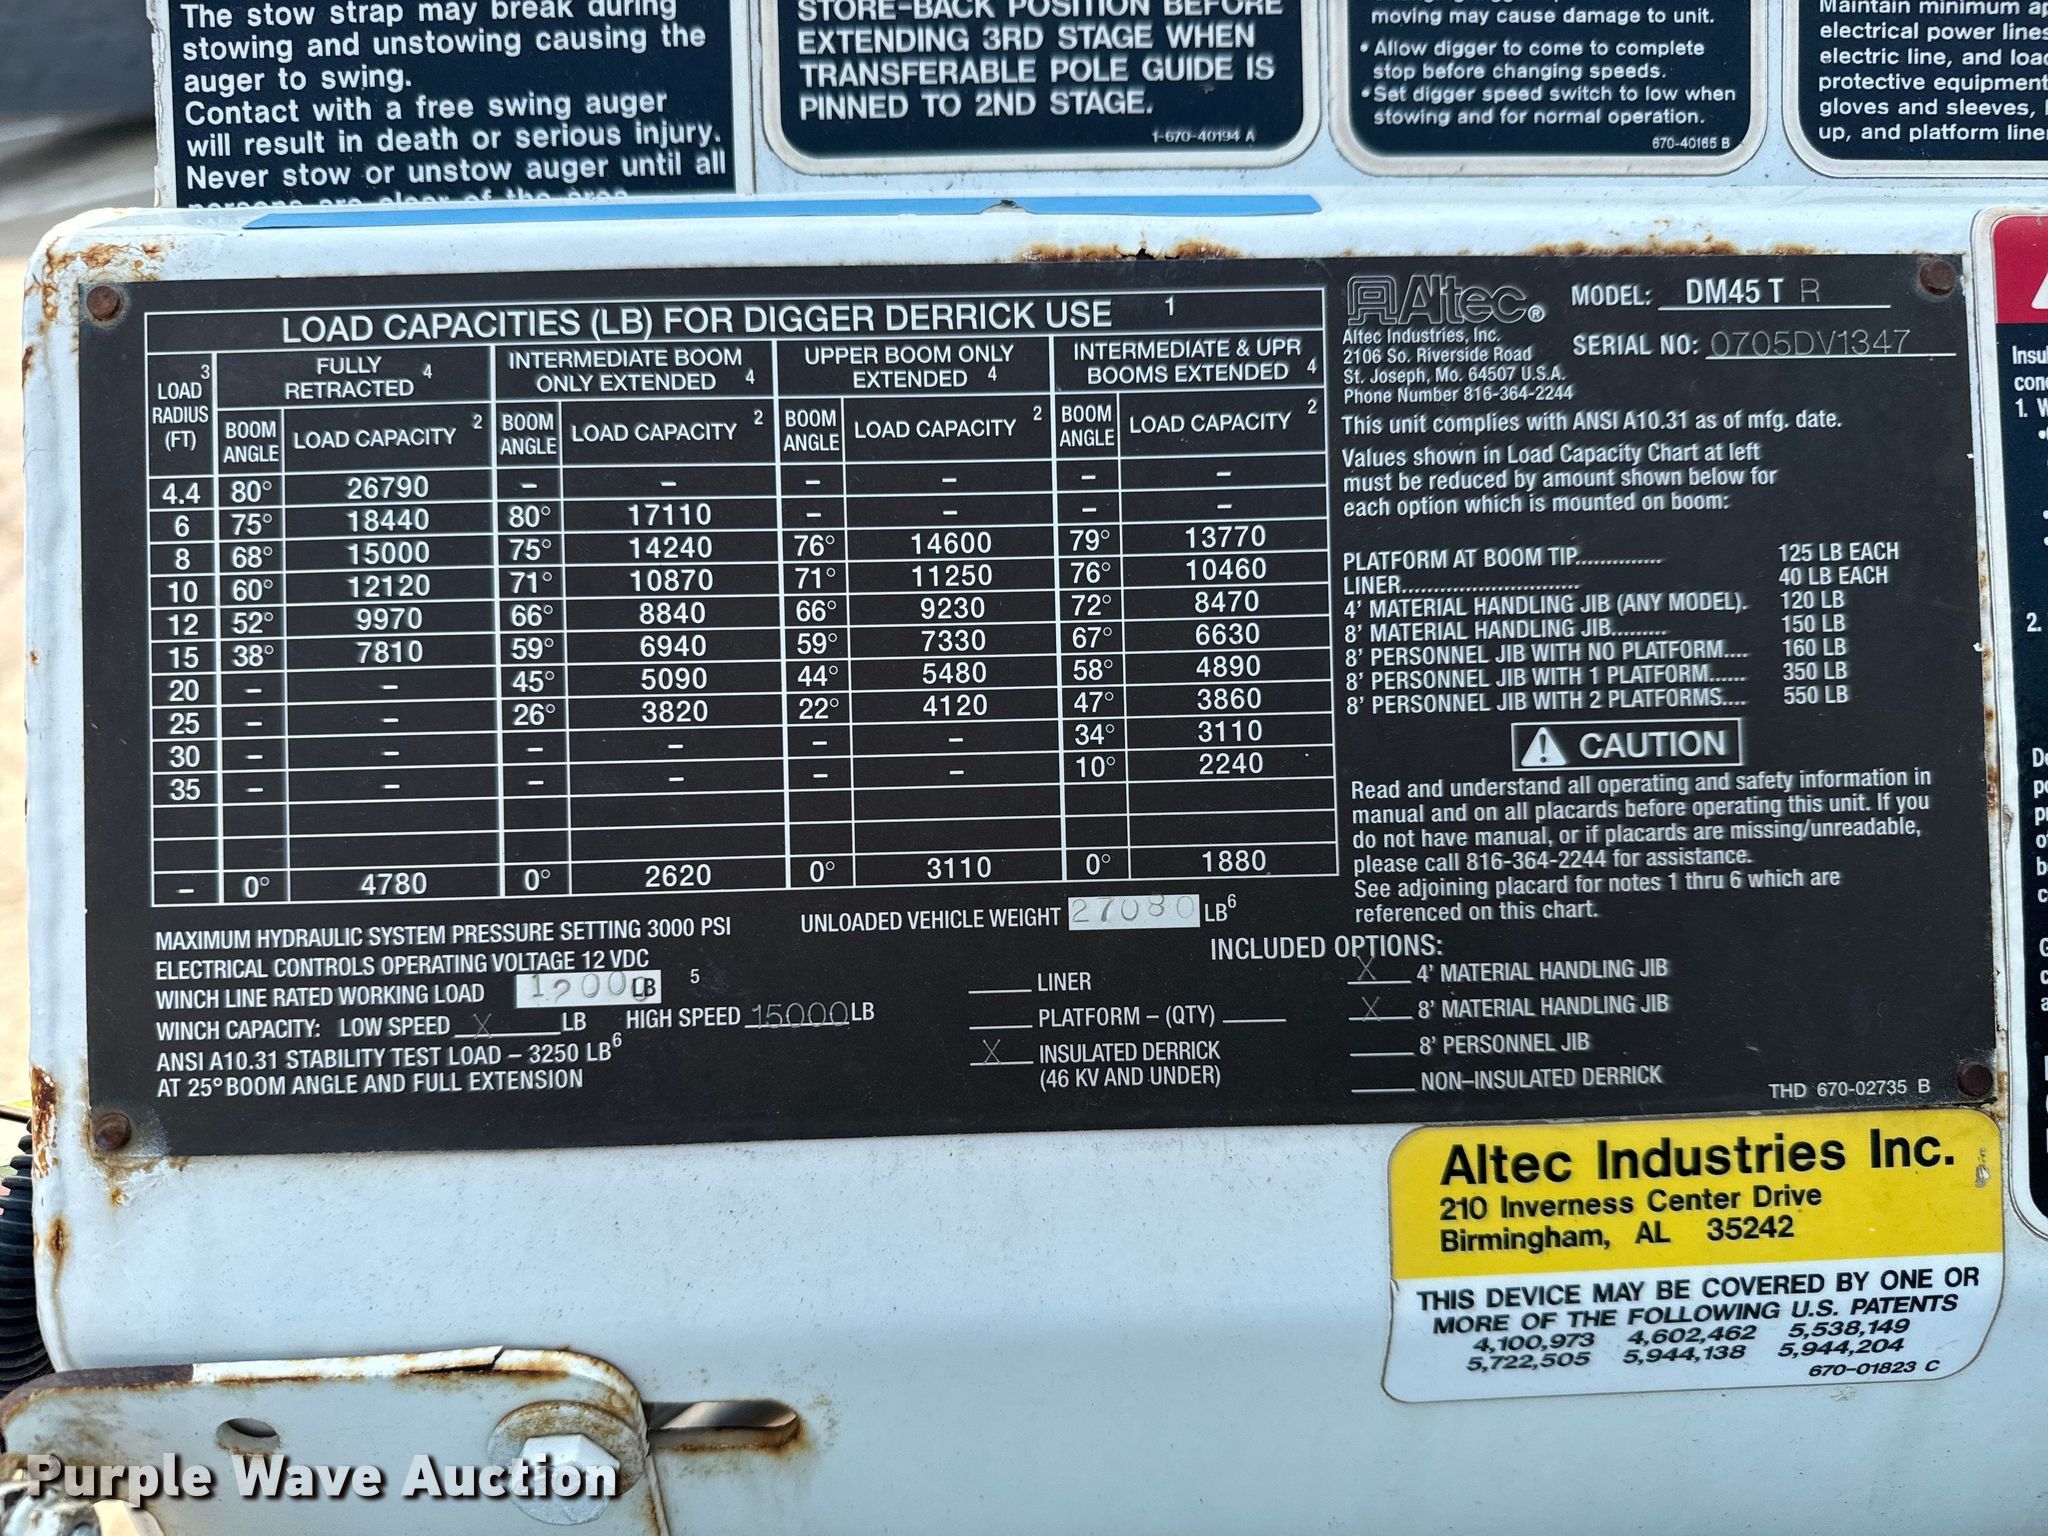 The stow strap may break during
stowing and unstowing causing the
auger to swing.
Contact with a free swing auger
will result in death or serious injury.
Never stow or unstow auger until all
persons are clear of the area
STORE-BACK POSITION BEFORE
EXTENDING 3RD STAGE WHEN
TRANSFERABLE POLE GUIDE IS
PINNED TO 2ND STAGE.
1-670-40194 A
moving may cause damage to unit.
• Allow digger to come to complete
stop before changing speeds.
• Set digger speed switch to low when
stowing and for normal operation.
670-40165 B
Maintain minimum
electrical power lines
electric line, and
protective equipment
gloves and sleeves,
up, and platform
LOAD CAPACITIES (LB) FOR DIGGER DERRICK USE 1
LOAD 3 RADIUS (FT) FULLY RETRACTED 4 INTERMEDIATE BOOM ONLY EXTENDED 4 UPPER BOOM ONLY EXTENDED 4 INTERMEDIATE & UPR BOOMS EXTENDED 4
BOOM ANGLE LOAD CAPACITY 2 BOOM ANGLE LOAD CAPACITY 2 BOOM ANGLE LOAD CAPACITY 2 BOOM ANGLE LOAD CAPACITY 2
4.4 80° 26790 – – – – – –
6 75° 18440 80° 17110 – – – –
8 68° 15000 75° 14240 76° 14600 79° 13770
10 60° 12120 71° 10870 71° 11250 76° 10460
12 52° 9970 66° 8840 66° 9230 72° 8470
15 38° 7810 59° 6940 59° 7330 67° 6630
20 – – 45° 5090 44° 5480 58° 4890
25 – – 26° 3820 22° 4120 47° 3860
30 – – – – – – 34° 3110
35 – – – – – – 10° 2240
– 0° 4780 0° 2620 0° 3110 0° 1880
MAXIMUM HYDRAULIC SYSTEM PRESSURE SETTING 3000 PSI
ELECTRICAL CONTROLS OPERATING VOLTAGE 12 VDC
WINCH LINE RATED WORKING LOAD 12000 LB 5
WINCH CAPACITY: LOW SPEED X LB HIGH SPEED 15000 LB
ANSI A10.31 STABILITY TEST LOAD – 3250 LB 6
AT 25° BOOM ANGLE AND FULL EXTENSION
UNLOADED VEHICLE WEIGHT 27080 LB 6
INCLUDED OPTIONS:
LINER
PLATFORM – (QTY)
X INSULATED DERRICK
(46 KV AND UNDER)
X 4' MATERIAL HANDLING JIB
X 8' MATERIAL HANDLING JIB
8' PERSONNEL JIB
NON–INSULATED DERRICK
THD 670-02735 B
Altec®
Altec Industries, Inc.
2106 So. Riverside Road
St. Joseph, Mo. 64507 U.S.A.
Phone Number 816-364-2244
MODEL: DM45 T R
SERIAL NO: 0705DV1347
This unit complies with ANSI A10.31 as of mfg. date.
Values shown in Load Capacity Chart at left
must be reduced by amount shown below for
each option which is mounted on boom:
PLATFORM AT BOOM TIP............... 125 LB EACH
LINER............................ 40 LB EACH
4' MATERIAL HANDLING JIB (ANY MODEL). 120 LB
8' MATERIAL HANDLING JIB......... 150 LB
8' PERSONNEL JIB WITH NO PLATFORM.... 160 LB
8' PERSONNEL JIB WITH 1 PLATFORM...... 350 LB
8' PERSONNEL JIB WITH 2 PLATFORMS.... 550 LB
CAUTION
Read and understand all operating and safety information in
manual and on all placards before operating this unit. If you
do not have manual, or if placards are missing/unreadable,
please call 816-364-2244 for assistance.
See adjoining placard for notes 1 thru 6 which are
referenced on this chart.
1.
2.
Altec Industries Inc.
210 Inverness Center Drive
Birmingham, AL 35242
THIS DEVICE MAY BE COVERED BY ONE OR
MORE OF THE FOLLOWING U.S. PATENTS
4,100,973 4,602,462 5,538,149
5,722,505 5,944,138 5,944,204
670-01823 C
Purple Wave Auction